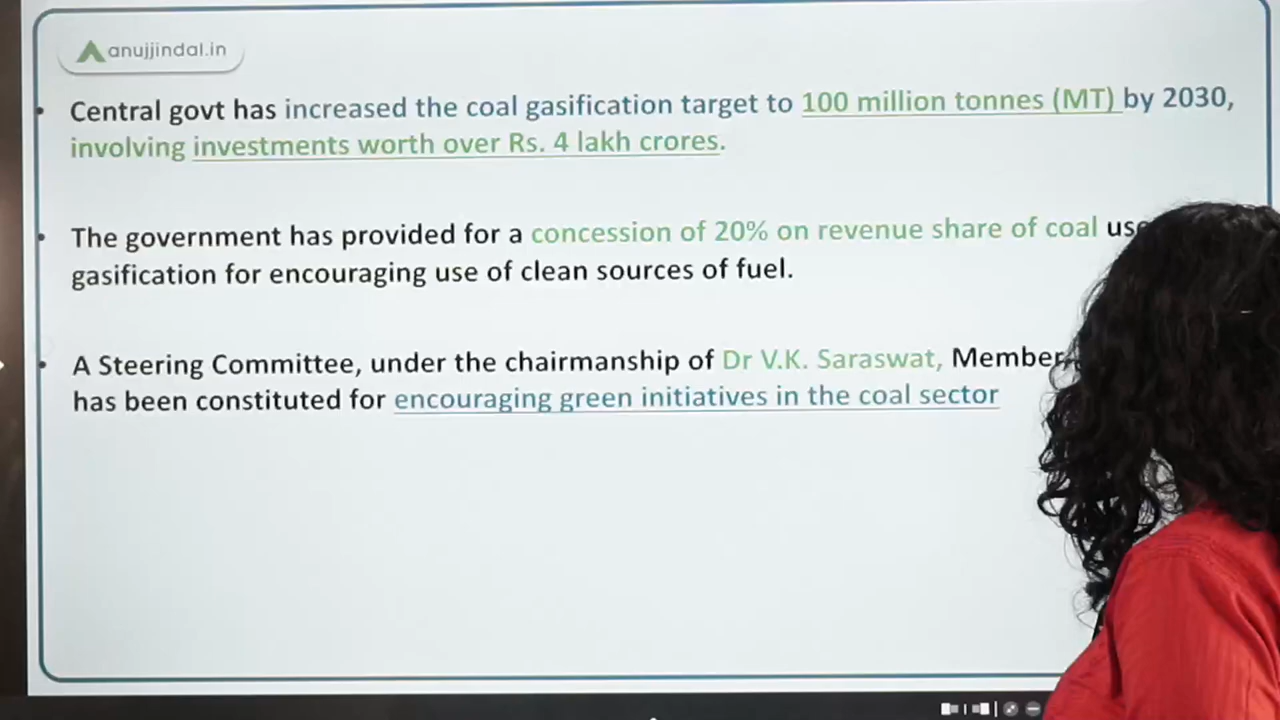 anujjindal.in
• Central govt has increased the coal gasification target to 100 million tonnes (MT) by 2030,
involving investments worth over Rs. 4 lakh crores.
• The government has provided for a concession of 20% on revenue share of coal
gasification for encouraging use of clean sources of fuel.
• A Steering Committee, under the chairmanship of Dr V.K. Saraswat, Member
has been constituted for encouraging green initiatives in the coal sector